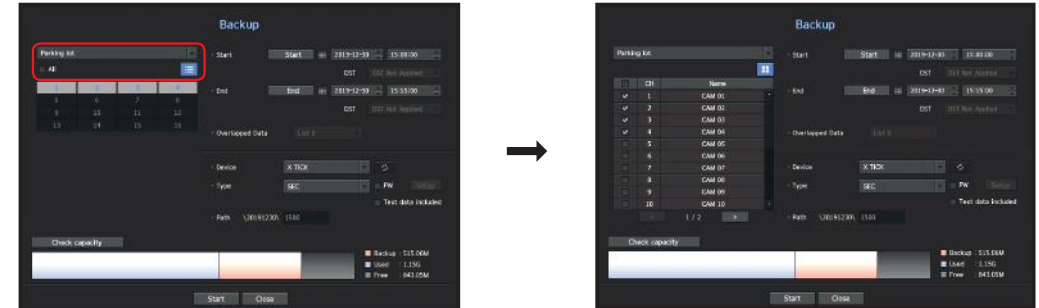 Backup
Parking lot
All
1 2 3 4
5 6 7 8
9 10 11 12
13 14 15 16
Start Start 2019-12-30 15:00:00
DST DST Not Applied
End End 2019-12-30 15:15:00
DST DST Not Applied
Overlapped Data List 0
Device X TICK
Type SEC PW Setup
Text data included
Path \20191230\ 1500
Check capacity
Backup : 515.06M
Used : 1.15G
Free : 843.05M
Start Close
Backup
Parking lot
CH Name
1 CAM 01
2 CAM 02
3 CAM 03
4 CAM 04
5 CAM 05
6 CAM 06
7 CAM 07
8 CAM 08
9 CAM 09
10 CAM 10
1 / 2
Start Start 2019-12-30 15:00:00
DST DST Not Applied
End End 2019-12-30 15:15:00
DST DST Not Applied
Overlapped Data List 0
Device X TICK
Type SEC PW Setup
Text data included
Path \20191230\ 1500
Check capacity
Backup : 515.06M
Used : 1.15G
Free : 843.05M
Start Close